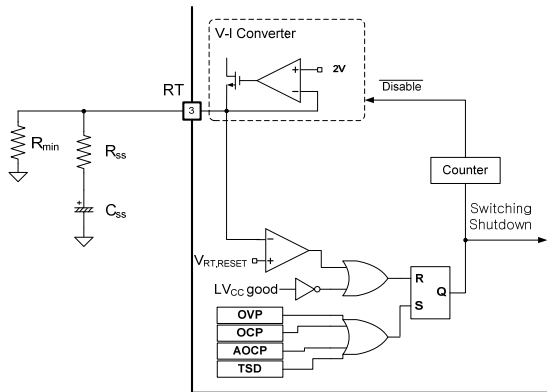 V-I Converter
2V
+
−
RT
3
Disable
Rmin
Rss
+
Css
Counter
Switching
Shutdown
−
VRT,RESET
+
LVCC good
R
Q
S
OVP
OCP
AOCP
TSD